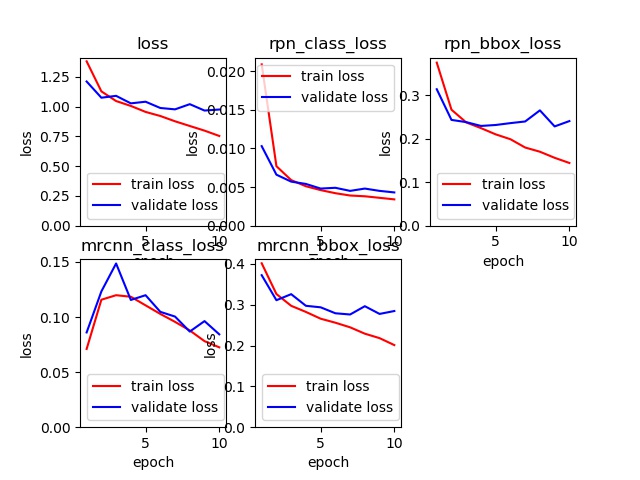 loss
1.25
1.00
0.75
0.50
0.25
0.00
loss
train loss
validate loss
5
10
epoch
rpn_class_loss
0.020
0.015
0.010
0.005
0.000
loss
train loss
validate loss
5
10
epoch
rpn_bbox_loss
0.3
0.2
0.1
0.0
train loss
validate loss
5
10
epoch
mrcnn_class_loss
0.15
0.10
0.05
0.00
loss
train loss
validate loss
5
10
epoch
mrcnn_bbox_loss
0.4
0.3
0.2
0.1
0.0
loss
train loss
validate loss
5
10
epoch